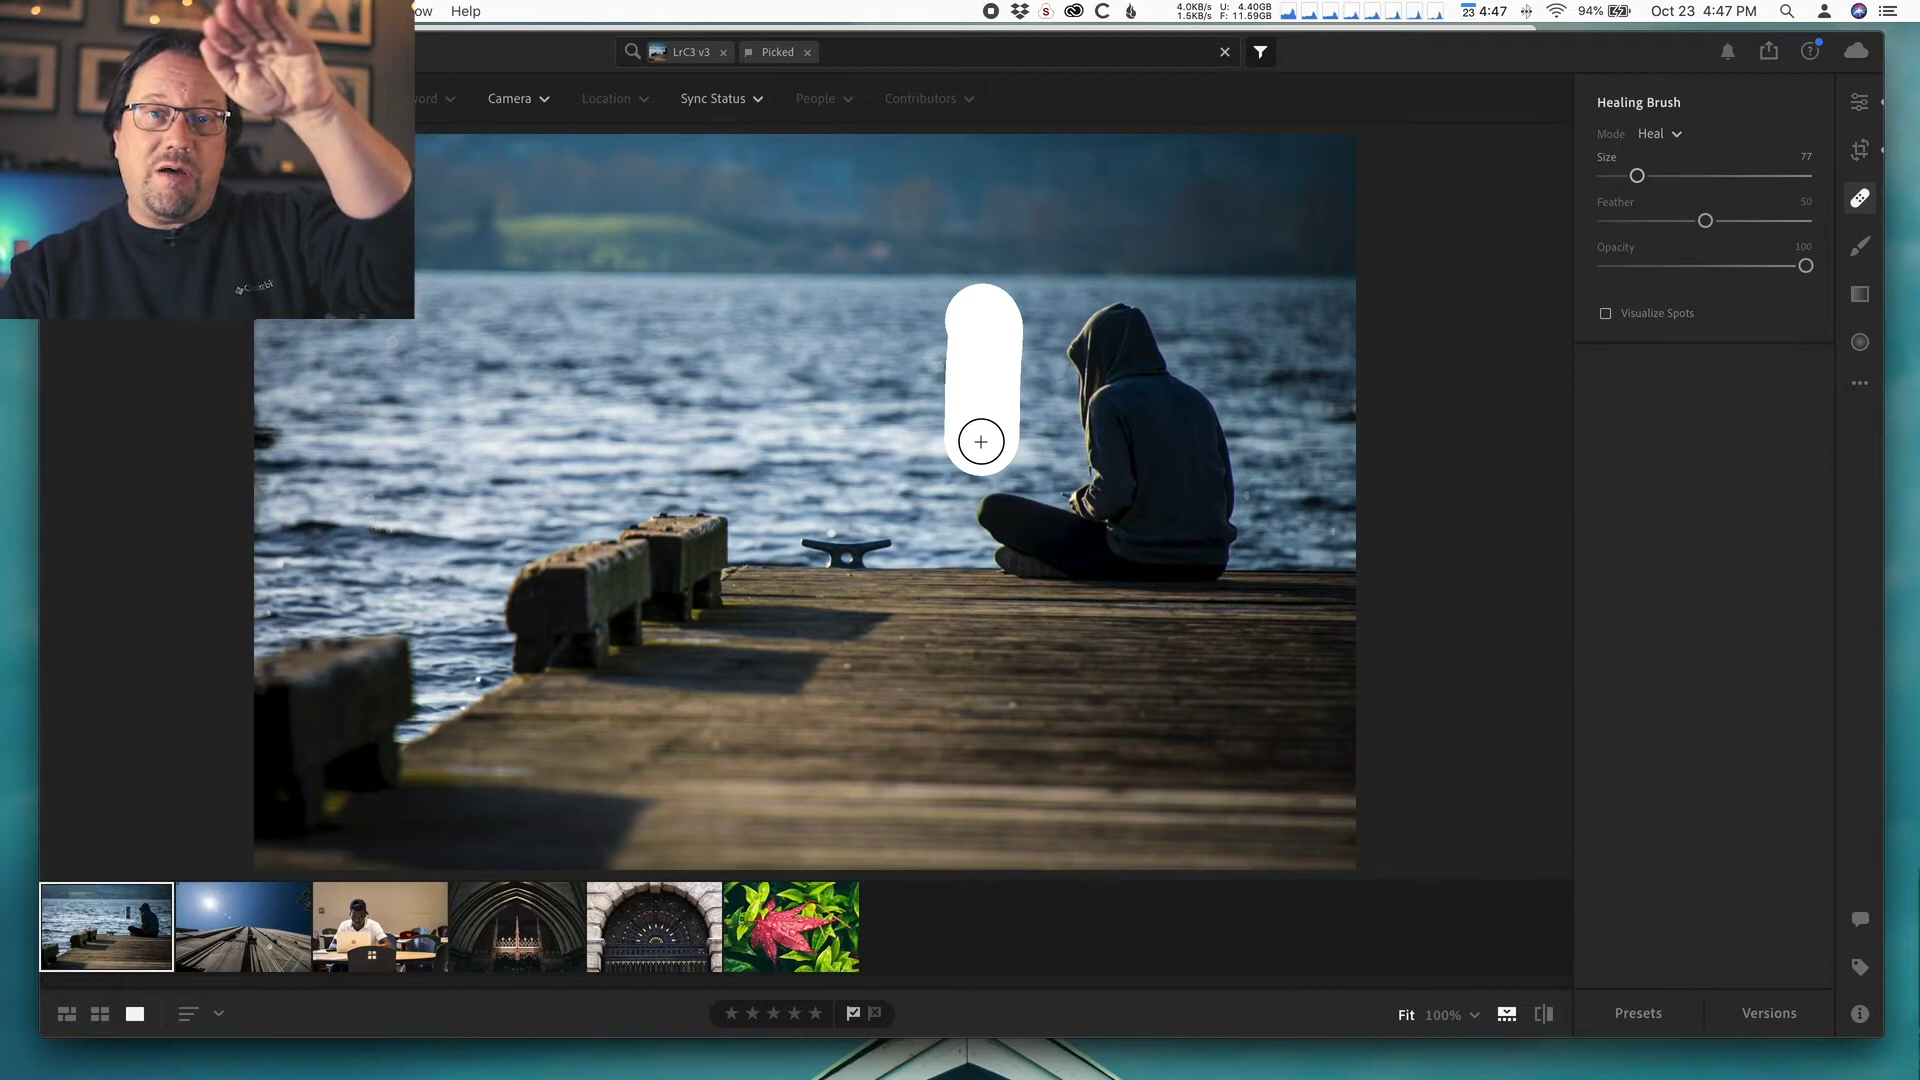 ow Help
4.0KB/s
1.5KB/s
U: 4.40GB
F: 11.59GB
23 4:47
94%
Oct 23 4:47 PM
LrC3 v3
Picked
ord
Camera
Location
Sync Status
People
Contributors
Healing Brush
Mode Heal
Size 77
Feather 50
Opacity 100
Visualize Spots
Fit 100%
Presets
Versions